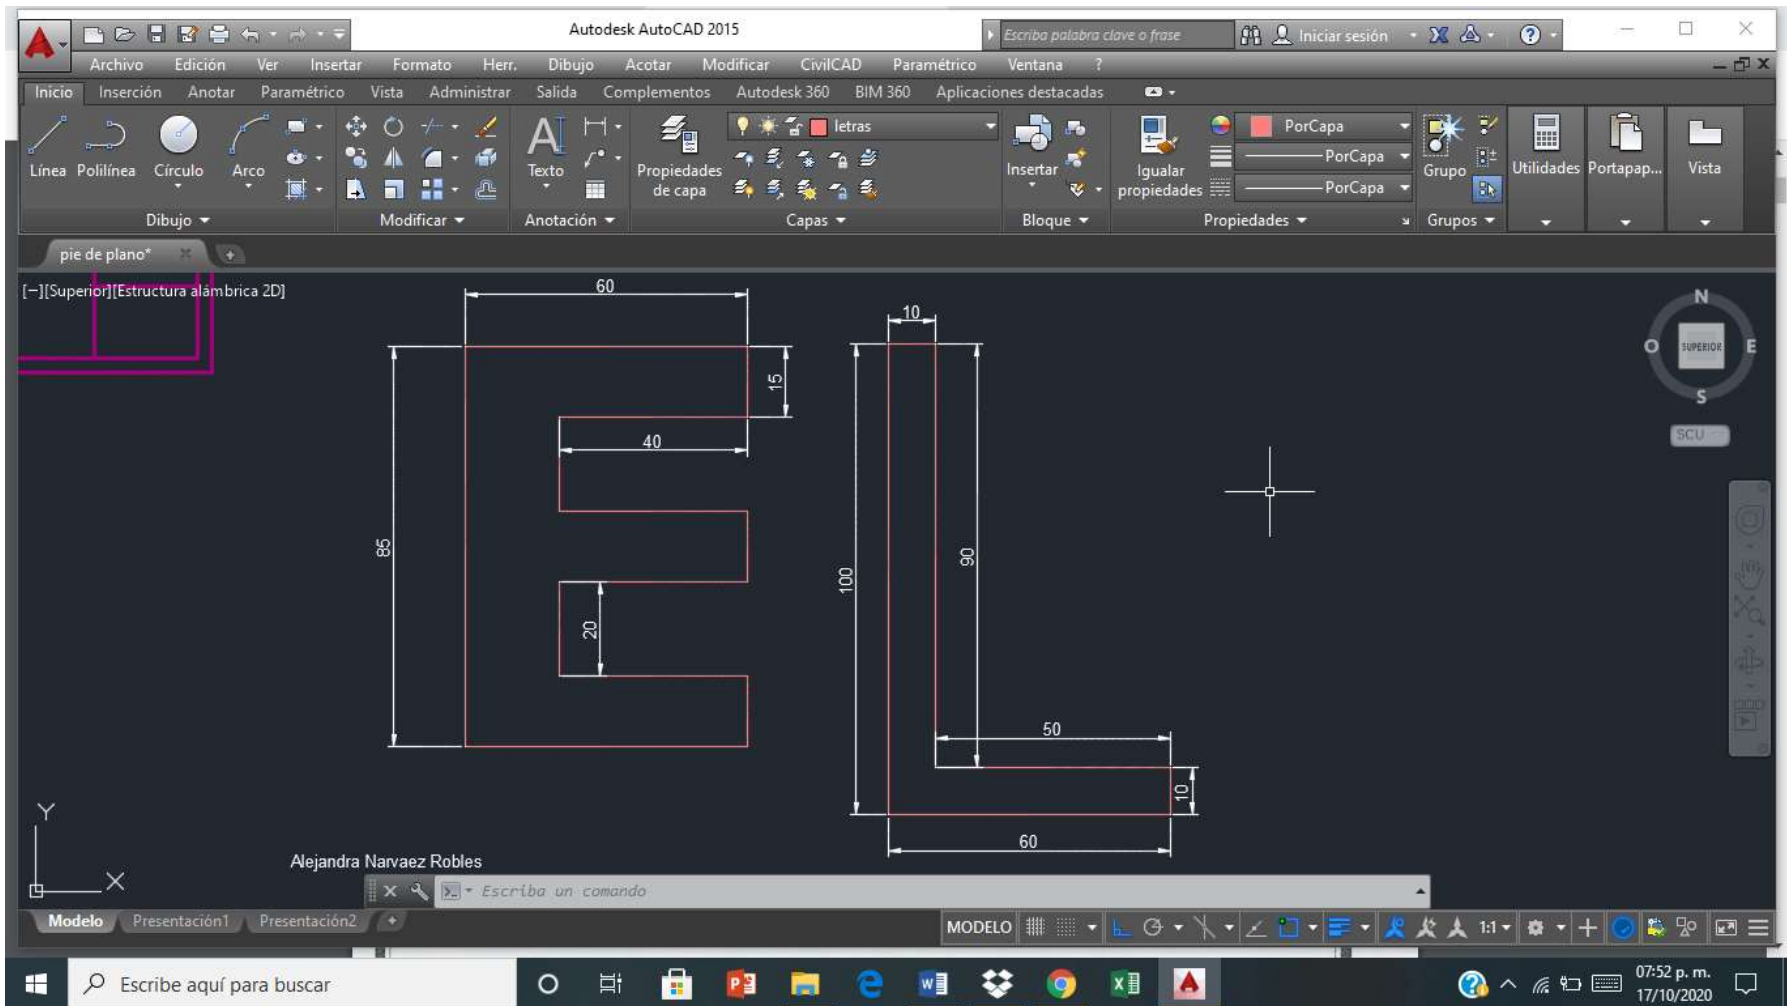 Autodesk AutoCAD 2015
Escriba palabra clave o frase
Iniciar sesión
?
Archivo Edición Ver Insertar Formato Herr. Dibujo Acotar Modificar CivilCAD Paramétrico Ventana ?
Inicio Inserción Anotar Paramétrico Vista Administrar Salida Complementos Autodesk 360 BIM 360 Aplicaciones destacadas
letras
PorCapa
PorCapa
PorCapa
Línea Polilínea Círculo Arco
Texto
Propiedades de capa
Insertar
Igualar propiedades
Grupo
Utilidades Portapap... Vista
Dibujo Modificar Anotación Capas Bloque Propiedades Grupos
pie de plano*
[−][Superior][Estructura alámbrica 2D]
60
10
N
O SUPERIOR E
S
15
SCU
40
85
100
90
20
50
10
60
Y
X
Alejandra Narvaez Robles
Escriba un comando
Modelo Presentación1 Presentación2
MODELO
1:1
Escribe aquí para buscar
07:52 p. m.
17/10/2020